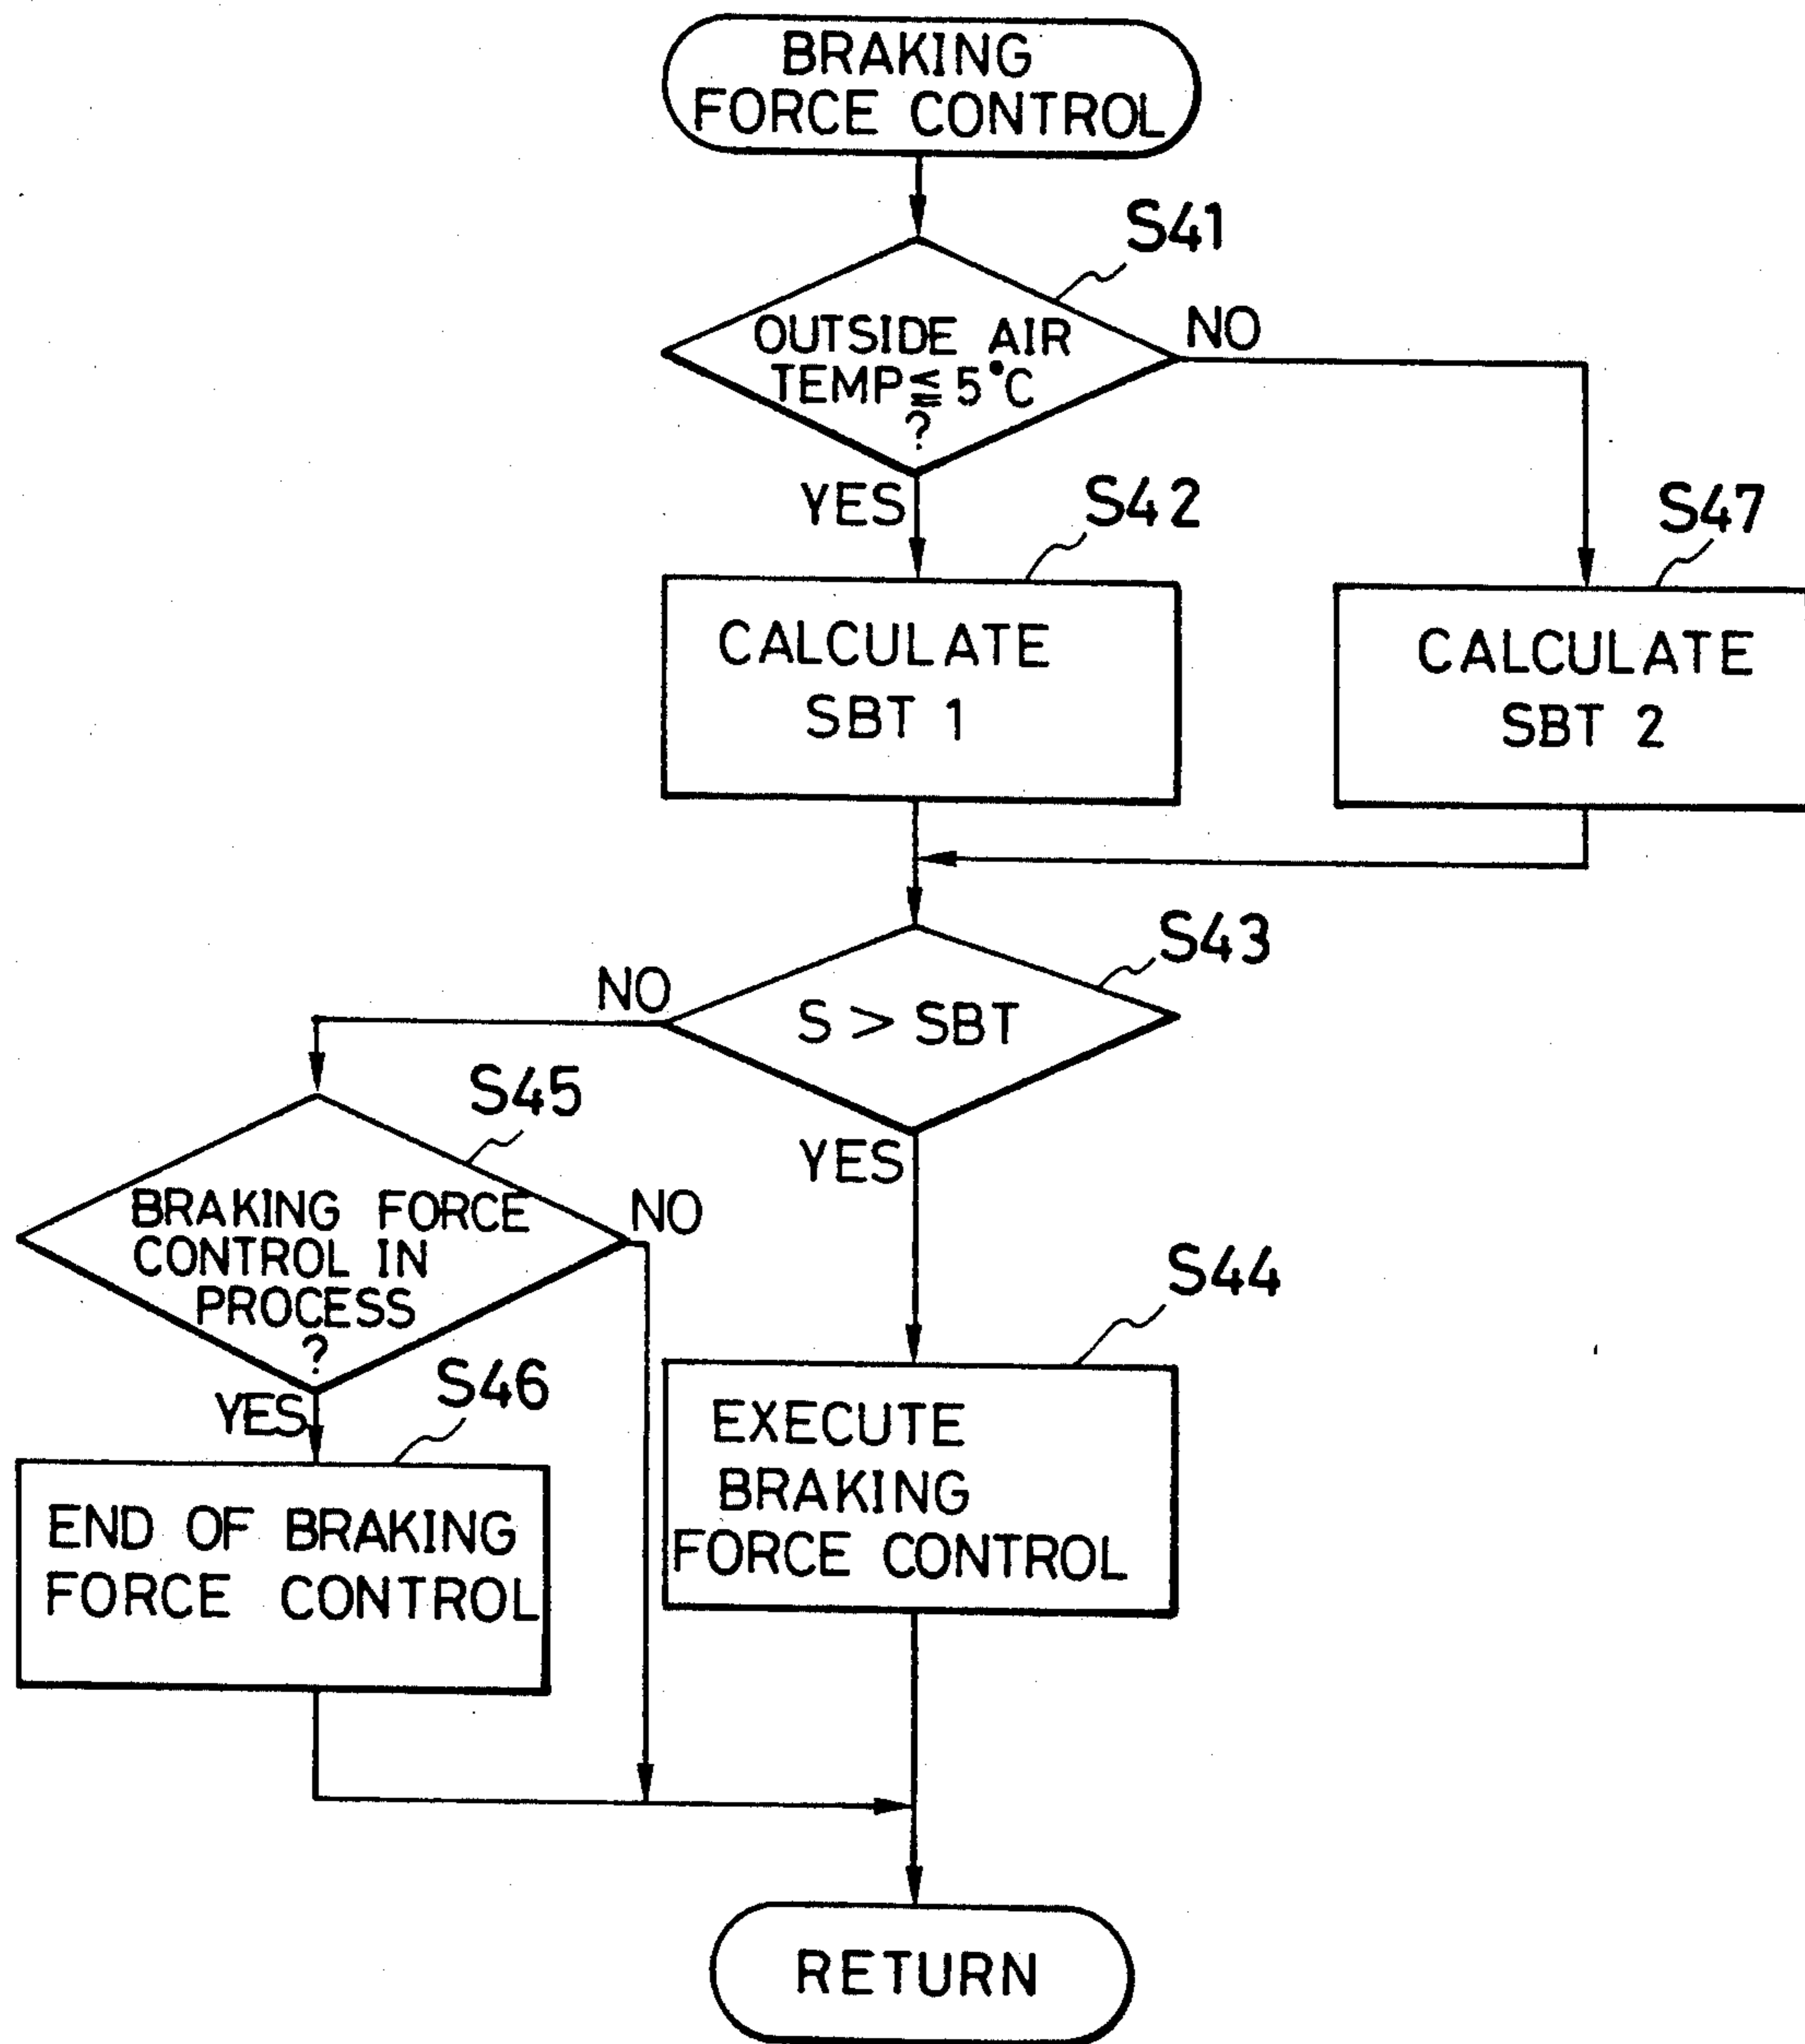 BRAKING
FORCE CONTROL
S41
OUTSIDE AIR
TEMP≦5°C
?
NO
YES
S42
S47
CALCULATE
SBT 1
CALCULATE
SBT 2
S43
NO
S > SBT
YES
S45
BRAKING FORCE
CONTROL IN
PROCESS
?
NO
YES
S46
S44
END OF BRAKING
FORCE CONTROL
EXECUTE
BRAKING
FORCE CONTROL
RETURN